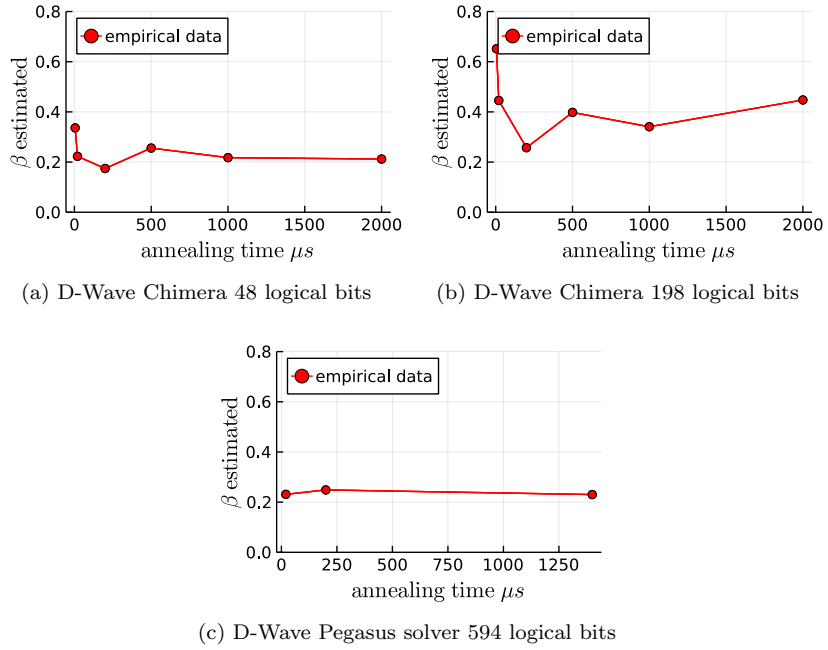 0.8
0.6
0.4
0.2
0.0
β estimated
empirical data
0 500 1000 1500 2000
annealing time μs
(a) D-Wave Chimera 48 logical bits
0.8
0.6
0.4
0.2
0.0
β estimated
empirical data
0 500 1000 1500 2000
annealing time μs
(b) D-Wave Chimera 198 logical bits
0.8
0.6
0.4
0.2
0.0
β estimated
empirical data
0 250 500 750 1000 1250
annealing time μs
(c) D-Wave Pegasus solver 594 logical bits